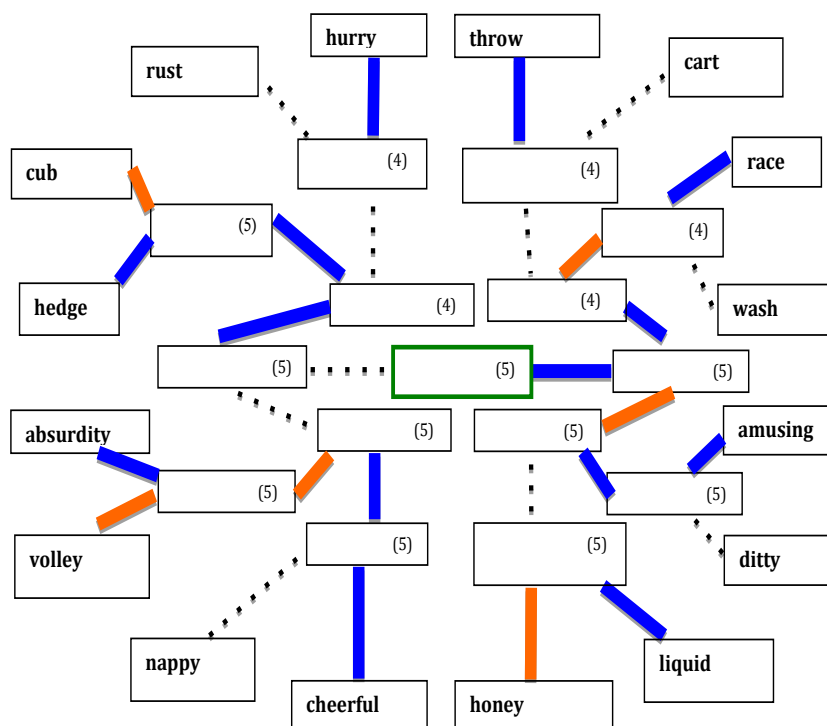 hurry
throw
rust
cart
(4)
(4)
cub
race
(5)
(4)
hedge
(4)
(4)
wash
(5)
(5)
(5)
absurdity
(5)
(5)
amusing
(5)
(5)
volley
(5)
(5)
ditty
nappy
liquid
cheerful
honey